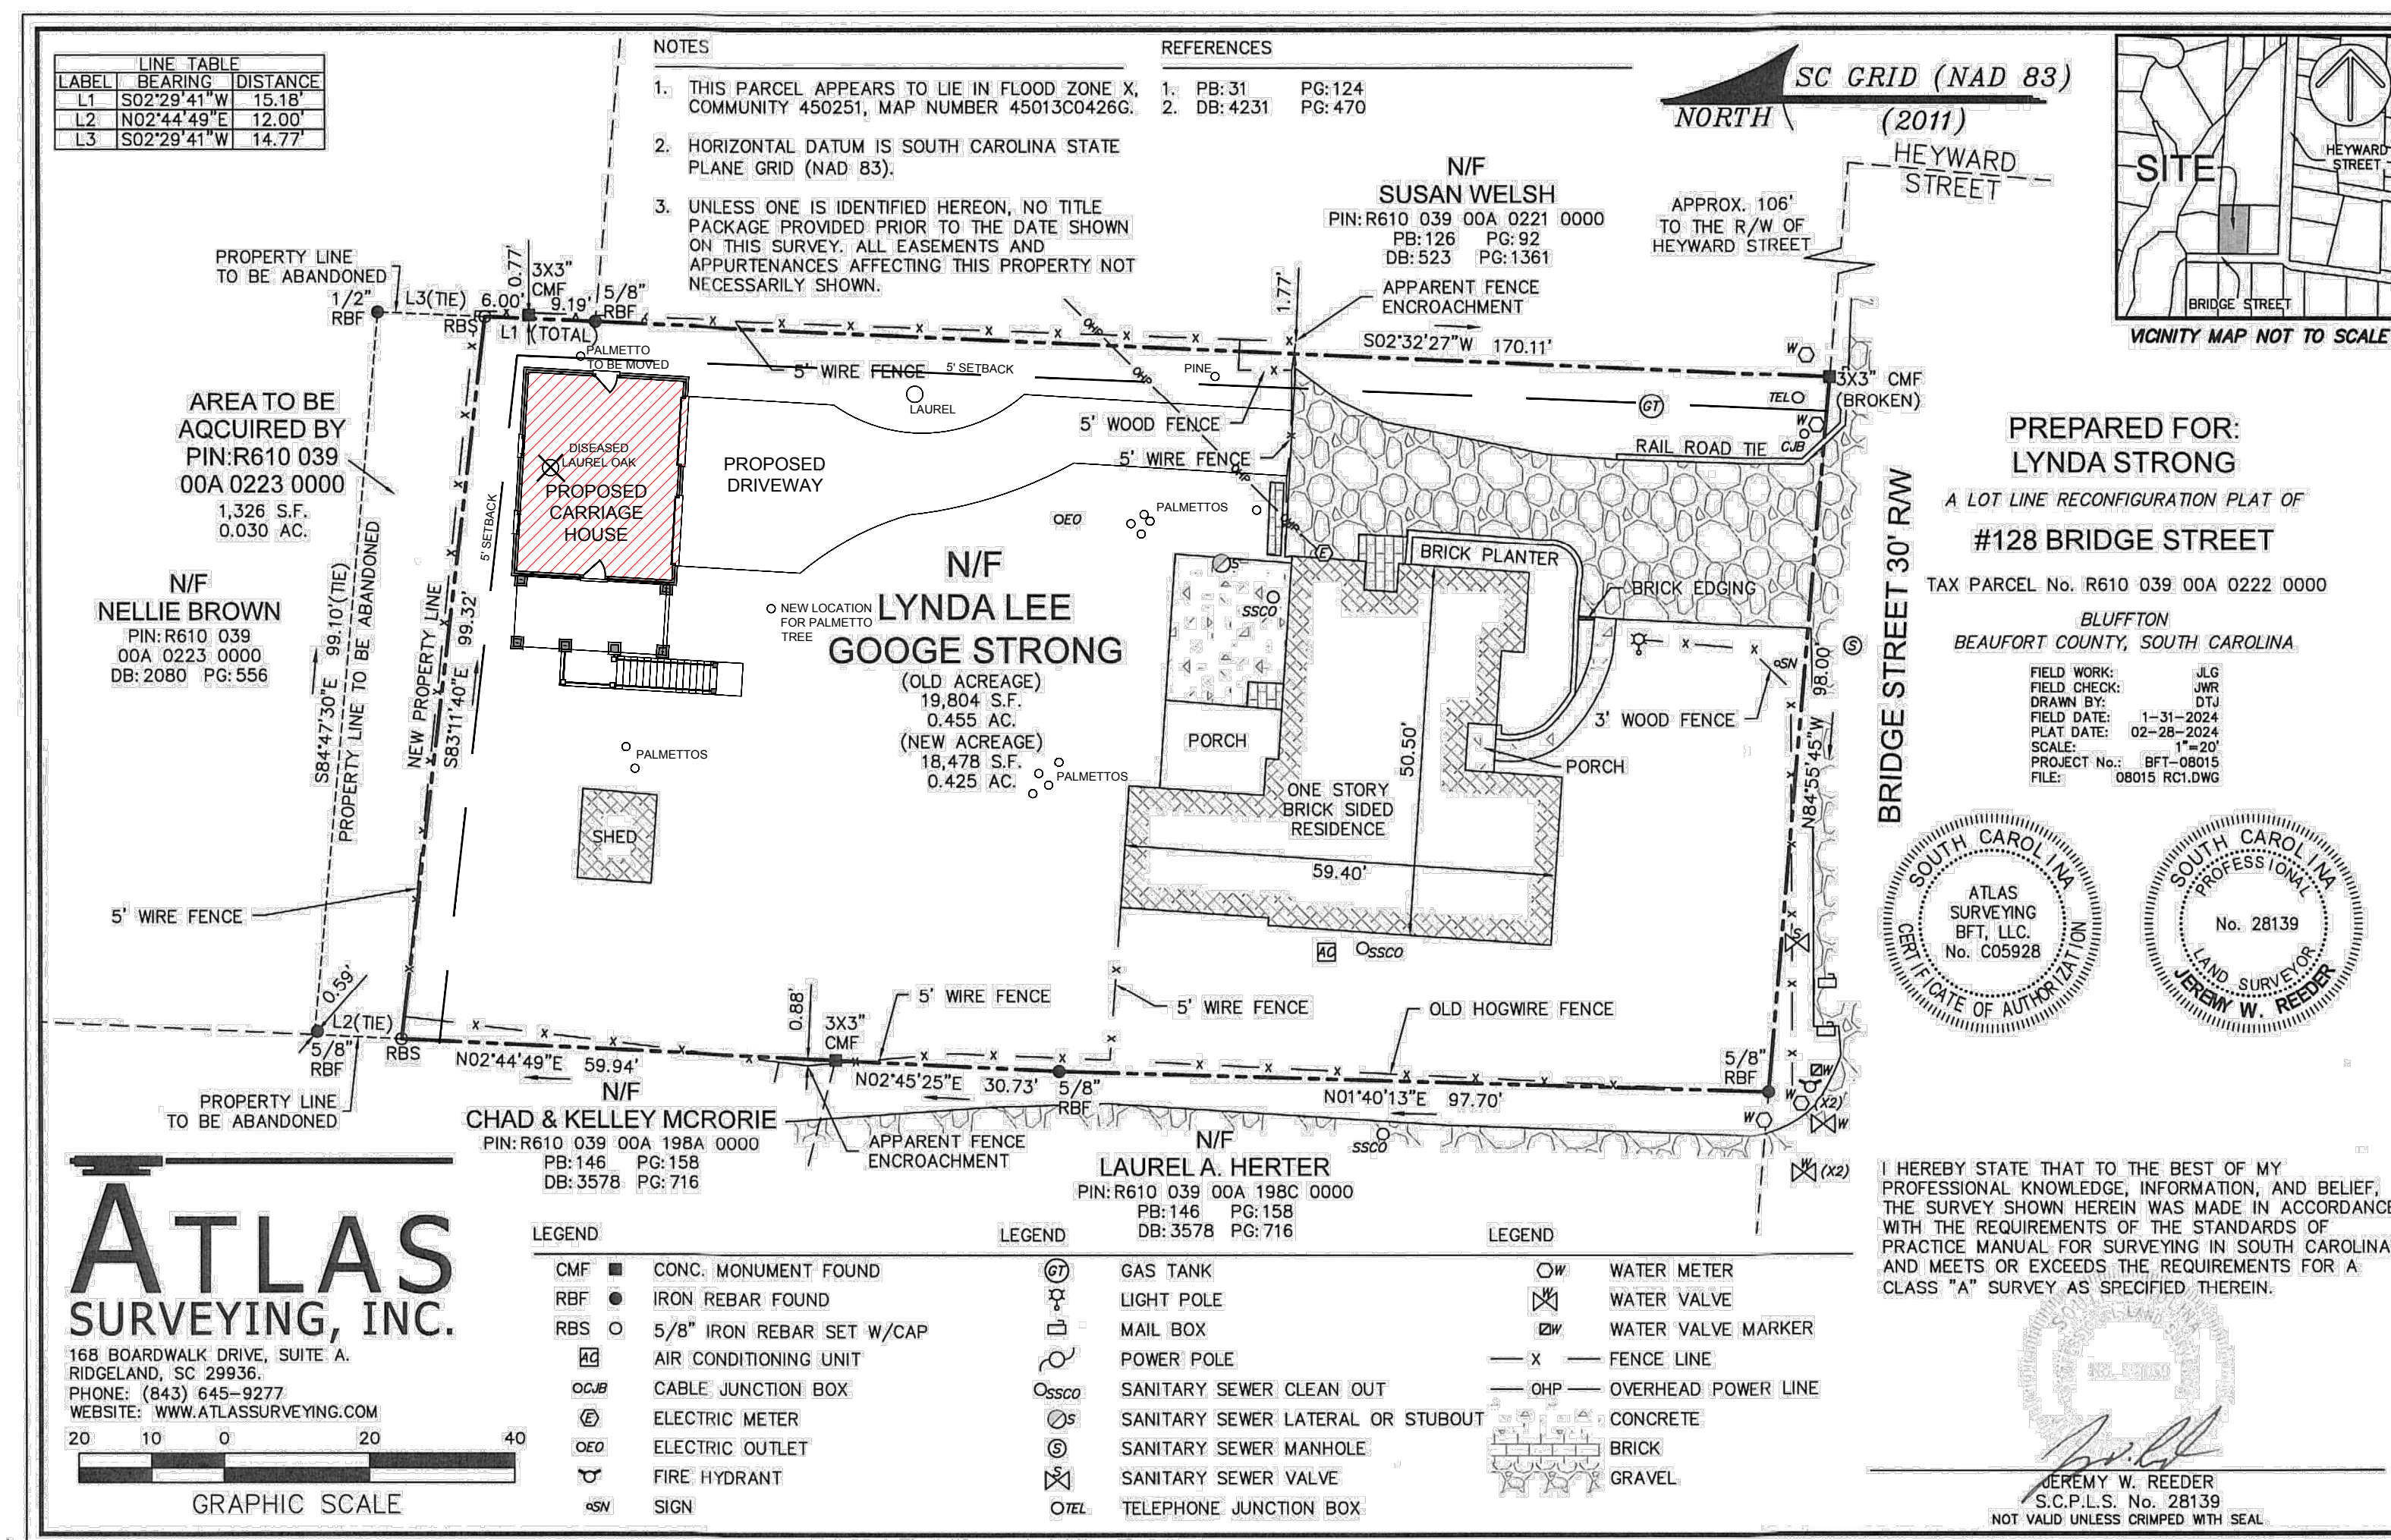 LINE TABLE
LABEL BEARING DISTANCE
L1 S02°29'41"W 15.18'
L2 N02°44'49"E 12.00'
L3 S02°29'41"W 14.77'
NOTES
1. THIS PARCEL APPEARS TO LIE IN FLOOD ZONE X,
COMMUNITY 450251, MAP NUMBER 45013C0426G.
2. HORIZONTAL DATUM IS SOUTH CAROLINA STATE
PLANE GRID (NAD 83).
3. UNLESS ONE IS IDENTIFIED HEREON, NO TITLE
PACKAGE PROVIDED PRIOR TO THE DATE SHOWN
ON THIS SURVEY. ALL EASEMENTS AND
APPURTENANCES AFFECTING THIS PROPERTY NOT
NECESSARILY SHOWN.
REFERENCES
1. PB:31 PG:124
2. DB:4231 PG:470
SC GRID (NAD 83)
NORTH
(2011)
HEYWARD
STREET
SITE
HEYWARD
STREET
BRIDGE STREET
VICINITY MAP NOT TO SCALE
N/F
SUSAN WELSH
PIN:R610 039 00A 0221 0000
PB:126 PG:92
DB:523 PG:1361
APPROX. 106'
TO THE R/W OF
HEYWARD STREET
APPARENT FENCE
ENCROACHMENT
1.77'
S02°32'27"W 170.11'
PROPERTY LINE
TO BE ABANDONED
1/2"
RBF
L3(TIE)
RBS
6.00'
0.77'
3X3"
CMF
9.19'
5/8"
RBF
L1 (TOTAL)
PALMETTO
TO BE MOVED
5' WIRE FENCE
5' SETBACK
LAUREL
OHP
OHP
OHP
OHP
PINE
5' WOOD FENCE
5' WIRE FENCE
GT
W
TEL
W
CJB
3X3" CMF
(BROKEN)
RAIL ROAD TIE
AREA TO BE
AQCUIRED BY
PIN:R610 039
00A 0223 0000
1,326 S.F.
0.030 AC.
N/F
NELLIE BROWN
PIN:R610 039
00A 0223 0000
DB:2080 PG:556
S84°47'30"E 99.10'(TIE)
PROPERTY LINE TO BE ABANDONED
NEW PROPERTY LINE
S83°11'40"E 99.32'
5' SETBACK
DISEASED
LAUREL OAK
PROPOSED
CARRIAGE
HOUSE
PROPOSED
DRIVEWAY
OEO
PALMETTOS
E
S
SSCO
BRICK PLANTER
BRICK EDGING
NEW LOCATION
FOR PALMETTO
TREE
N/F
LYNDA LEE
GOOGE STRONG
(OLD ACREAGE)
19,804 S.F.
0.455 AC.
(NEW ACREAGE)
18,478 S.F.
0.425 AC.
PALMETTOS
PALMETTOS
SHED
PORCH
ONE STORY
BRICK SIDED
RESIDENCE
50.50'
59.40'
PORCH
3' WOOD FENCE
SN
S
98.00'
N84°55'45"W
BRIDGE STREET 30' R/W
PREPARED FOR:
LYNDA STRONG
A LOT LINE RECONFIGURATION PLAT OF
#128 BRIDGE STREET
TAX PARCEL No. R610 039 00A 0222 0000
BLUFFTON
BEAUFORT COUNTY, SOUTH CAROLINA
FIELD WORK: JLG
FIELD CHECK: JWR
DRAWN BY: DTJ
FIELD DATE: 1-31-2024
PLAT DATE: 02-28-2024
SCALE: 1"=20'
PROJECT No.: BFT-08015
FILE: 08015 RC1.DWG
SOUTH CAROLINA
ATLAS
SURVEYING
BFT, LLC.
No. C05928
CERTIFICATE OF AUTHORIZATION
SOUTH CAROLINA
PROFESSIONAL
No. 28139
LAND SURVEYOR
JEREMY W. REEDER
5' WIRE FENCE
0.59'
L2(TIE)
5/8"
RBF
RBS
PROPERTY LINE
TO BE ABANDONED
N02°44'49"E 59.94'
0.88'
3X3"
CMF
5' WIRE FENCE
N02°45'25"E 30.73'
5/8"
RBF
5' WIRE FENCE
AC
SSCO
OLD HOGWIRE FENCE
N01°40'13"E 97.70'
5/8"
RBF
S
W
W
W (X2)
W
W (X2)
N/F
CHAD & KELLEY MCRORIE
PIN:R610 039 00A 198A 0000
PB:146 PG:158
DB:3578 PG:716
APPARENT FENCE
ENCROACHMENT
N/F
LAUREL A. HERTER
PIN:R610 039 00A 198C 0000
PB:146 PG:158
DB:3578 PG:716
SSCO
I HEREBY STATE THAT TO THE BEST OF MY
PROFESSIONAL KNOWLEDGE, INFORMATION, AND BELIEF,
THE SURVEY SHOWN HEREIN WAS MADE IN ACCORDANCE
WITH THE REQUIREMENTS OF THE STANDARDS OF
PRACTICE MANUAL FOR SURVEYING IN SOUTH CAROLINA
AND MEETS OR EXCEEDS THE REQUIREMENTS FOR A
CLASS "A" SURVEY AS SPECIFIED THEREIN.
JEREMY W. REEDER
S.C.P.L.S. No. 28139
NOT VALID UNLESS CRIMPED WITH SEAL
ATLAS
SURVEYING, INC.
168 BOARDWALK DRIVE, SUITE A.
RIDGELAND, SC 29936.
PHONE: (843) 645-9277
WEBSITE: WWW.ATLASSURVEYING.COM
20 10 0 20 40
GRAPHIC SCALE
LEGEND
CMF CONC. MONUMENT FOUND
RBF IRON REBAR FOUND
RBS 5/8" IRON REBAR SET W/CAP
AC AIR CONDITIONING UNIT
CJB CABLE JUNCTION BOX
E ELECTRIC METER
OEO ELECTRIC OUTLET
FIRE HYDRANT
SN SIGN
LEGEND
GT GAS TANK
LIGHT POLE
MAIL BOX
POWER POLE
SSCO SANITARY SEWER CLEAN OUT
S SANITARY SEWER LATERAL OR STUBOUT
S SANITARY SEWER MANHOLE
S SANITARY SEWER VALVE
TEL TELEPHONE JUNCTION BOX
LEGEND
W WATER METER
W WATER VALVE
W WATER VALVE MARKER
X FENCE LINE
OHP OVERHEAD POWER LINE
CONCRETE
BRICK
GRAVEL